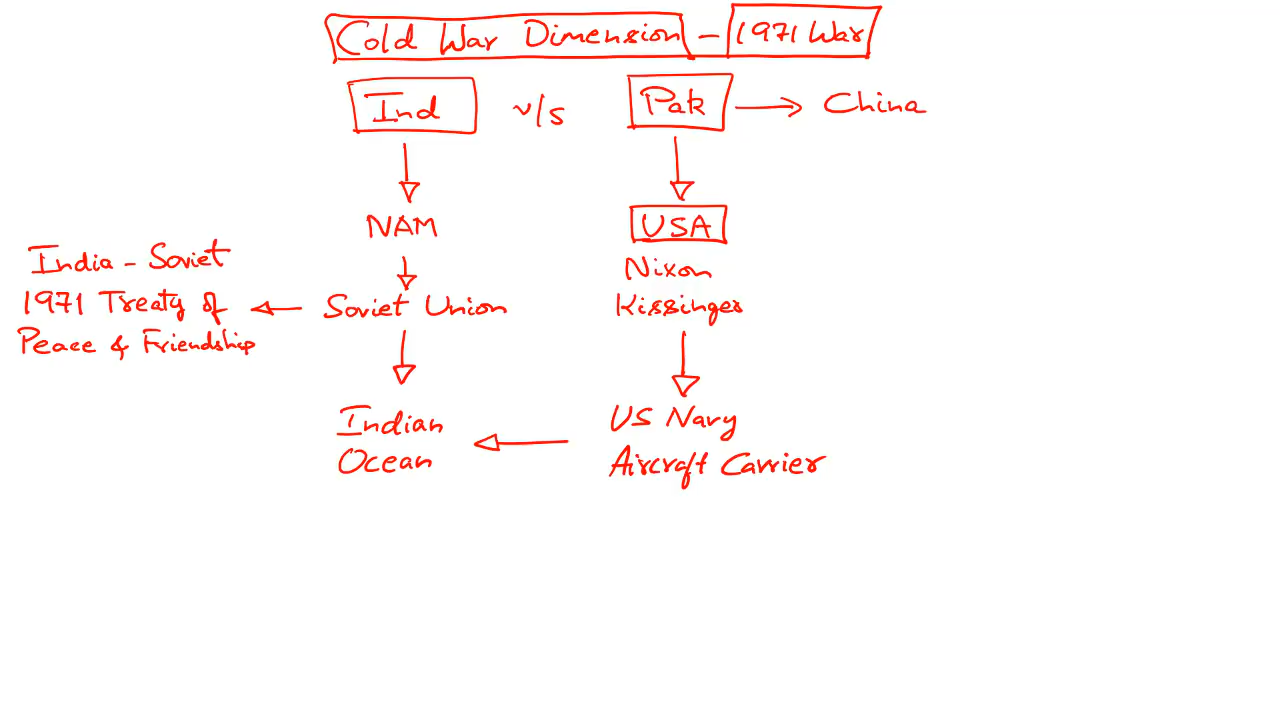 Cold War Dimension - 1971 War
Ind v/s Pak → China
NAM
USA
India - Soviet
Nixon
1971 Treaty of
Soviet Union
Kissinger
Peace & Friendship
Indian
US Navy
Ocean
Aircraft Carrier